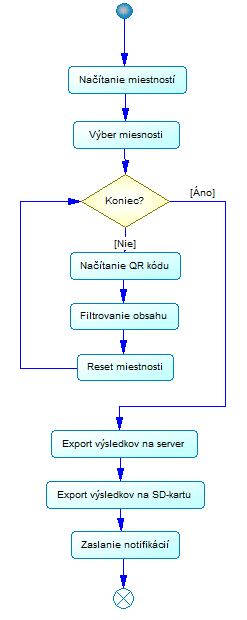 Načítanie miestností
Výber miesnosti
Koniec?
[Áno]
[Nie]
Načítanie QR kódu
Filtrovanie obsahu
Reset miestnosti
Export výsledkov na server
Export výsledkov na SD-kartu
Zaslanie notifikácií